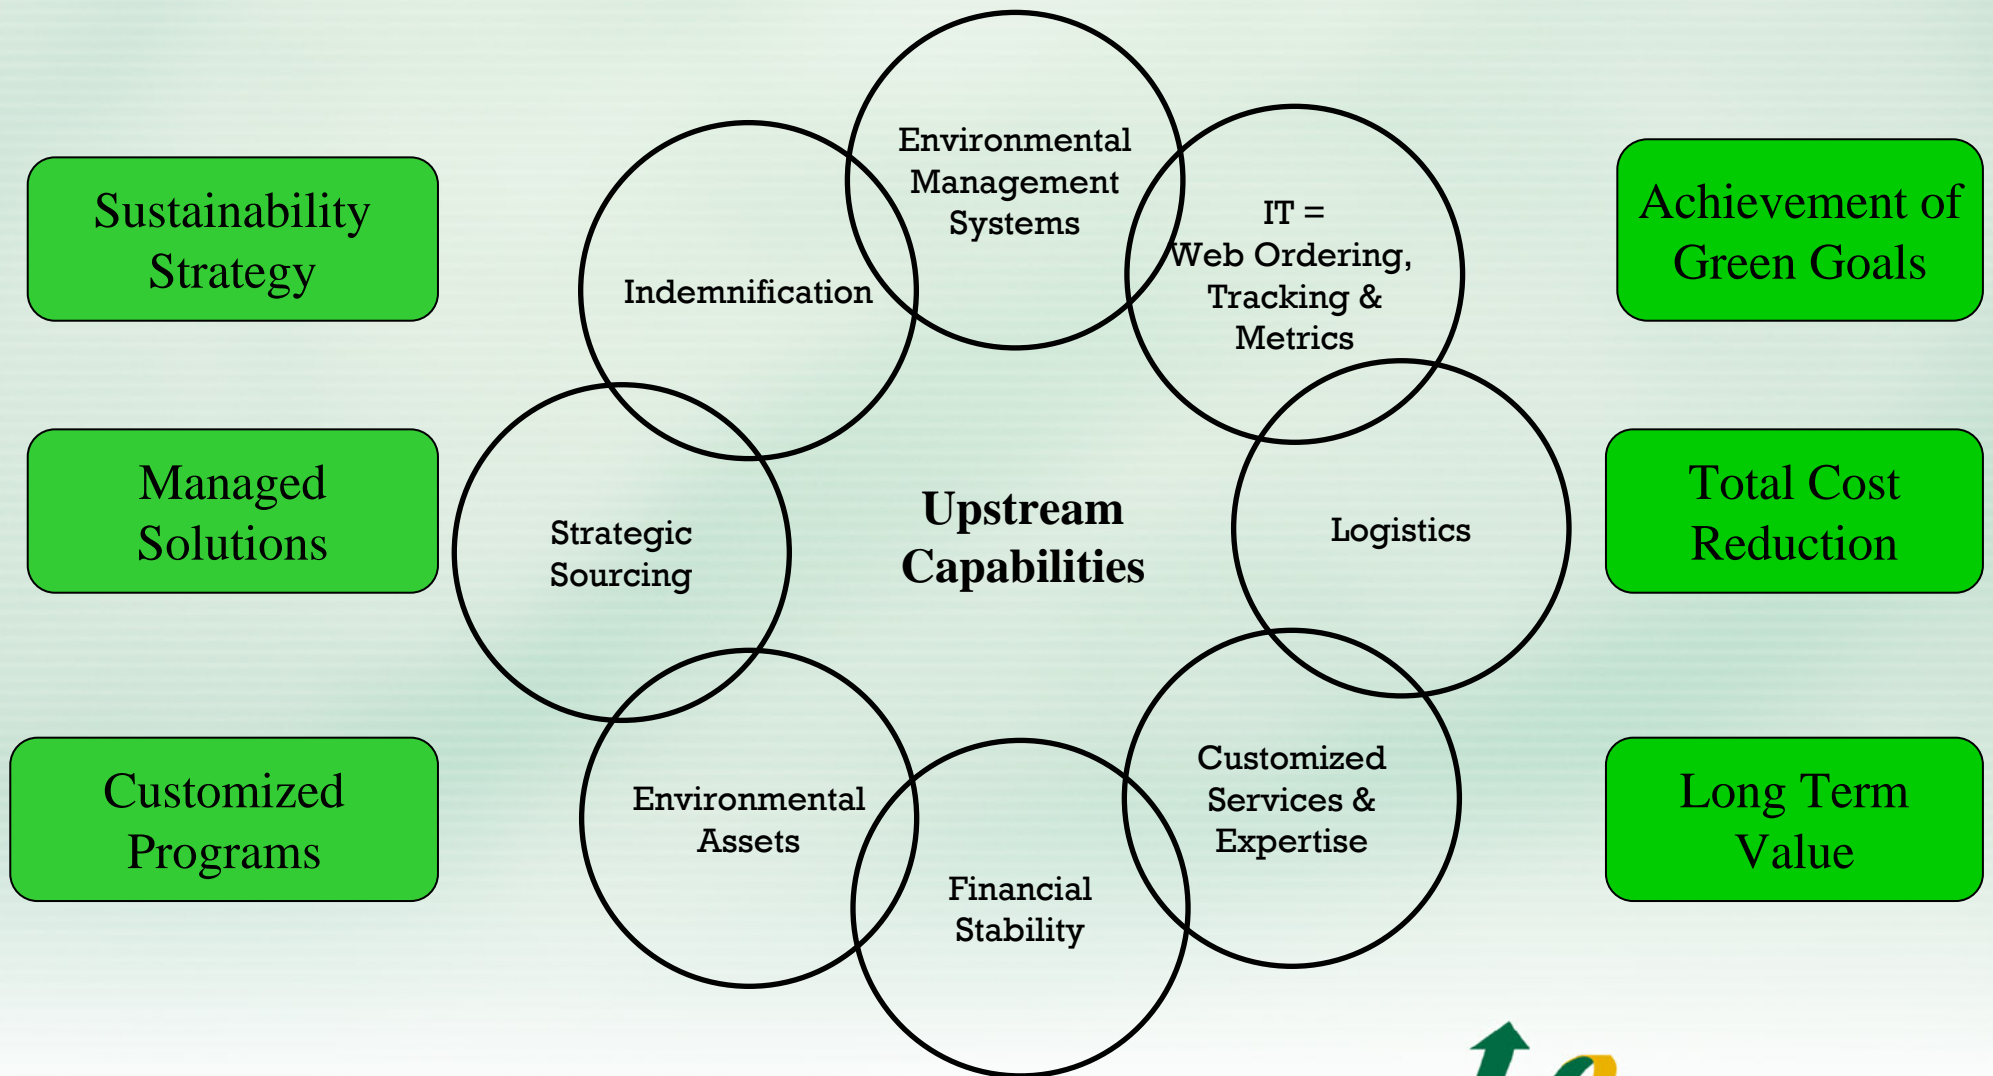 Environmental
Management
Systems
IT =
Web Ordering,
Tracking &
Metrics
Indemnification
Sustainability
Strategy
Achievement of
Green Goals
Managed
Solutions
Strategic
Sourcing
Upstream
Capabilities
Logistics
Total Cost
Reduction
Customized
Programs
Environmental
Assets
Financial
Stability
Customized
Services &
Expertise
Long Term
Value